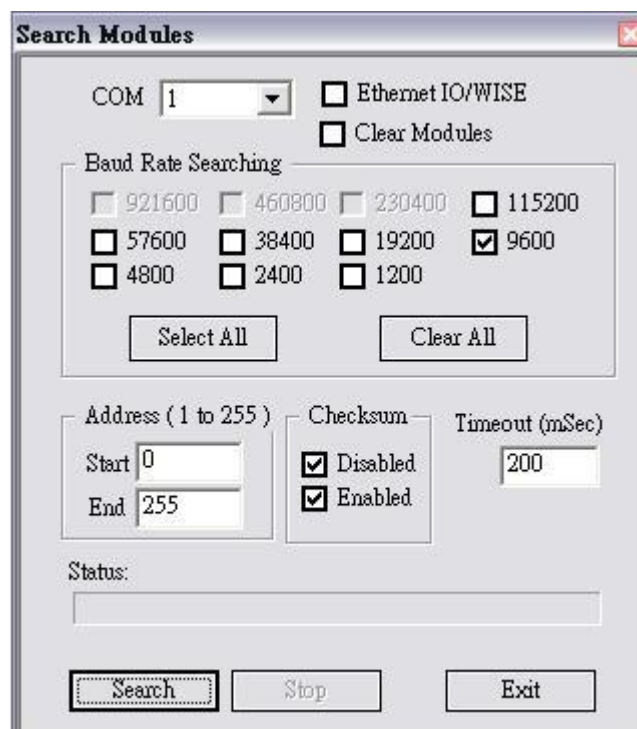 Search Modules
COM 1 Ethernet IO/WISE
Clear Modules
Baud Rate Searching
921600 460800 230400 115200
57600 38400 19200 9600
4800 2400 1200
Select All Clear All
Address ( 1 to 255 ) Checksum Timeout (mSec)
Start 0 Disabled 200
End 255 Enabled
Status:
Search Stop Exit